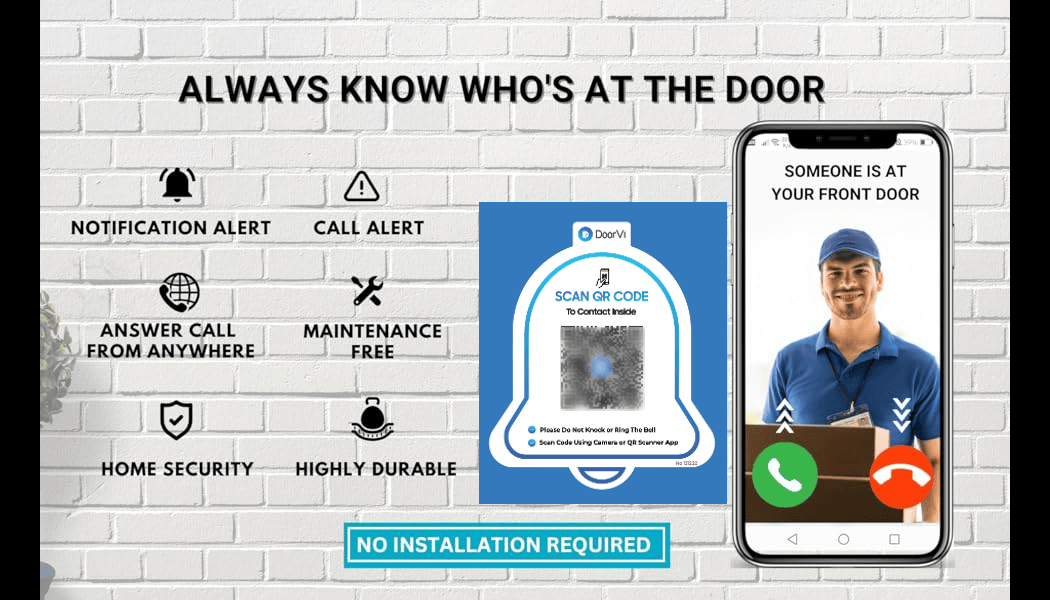 ALWAYS KNOW WHO'S AT THE DOOR
NOTIFICATION ALERT
CALL ALERT
ANSWER CALL
FROM ANYWHERE
MAINTENANCE
FREE
HOME SECURITY
HIGHLY DURABLE
NO INSTALLATION REQUIRED
DoorVi
SCAN QR CODE
To Contact Inside
Please Do Not Knock or Ring The Bell
Scan Code Using Camera or QR Scanner App
SOMEONE IS AT
YOUR FRONT DOOR